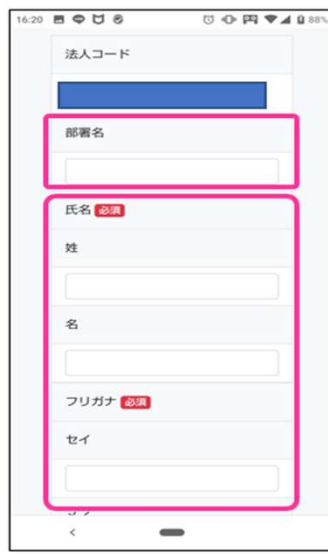 16:20 88%
法人コード
部署名
氏名 必須
姓
名
フリガナ 必須
セイ